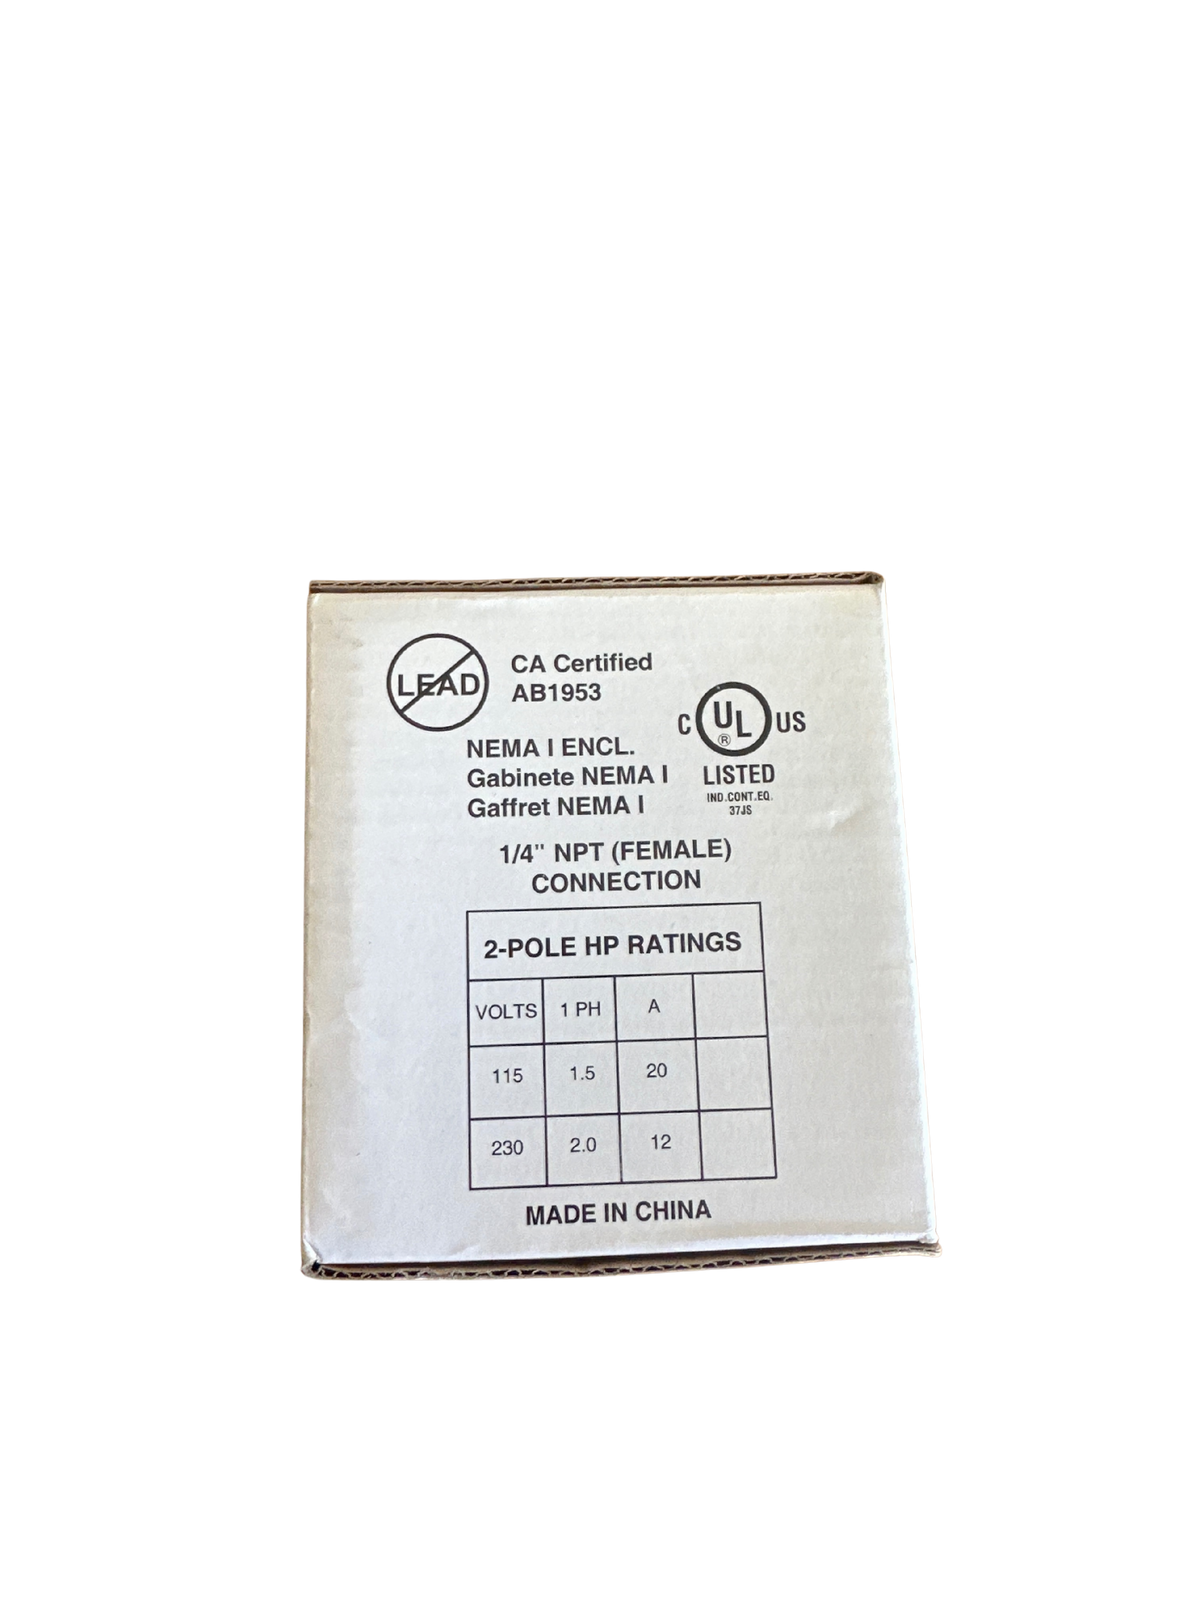 LEAD
CA Certified
AB1953
C UL ® US
LISTED
IND.CONT.EQ.
37JS
NEMA I ENCL.
Gabinete NEMA I
Gaffret NEMA I
1/4" NPT (FEMALE)
CONNECTION
2-POLE HP RATINGS
VOLTS 1 PH A
115 1.5 20
230 2.0 12
MADE IN CHINA